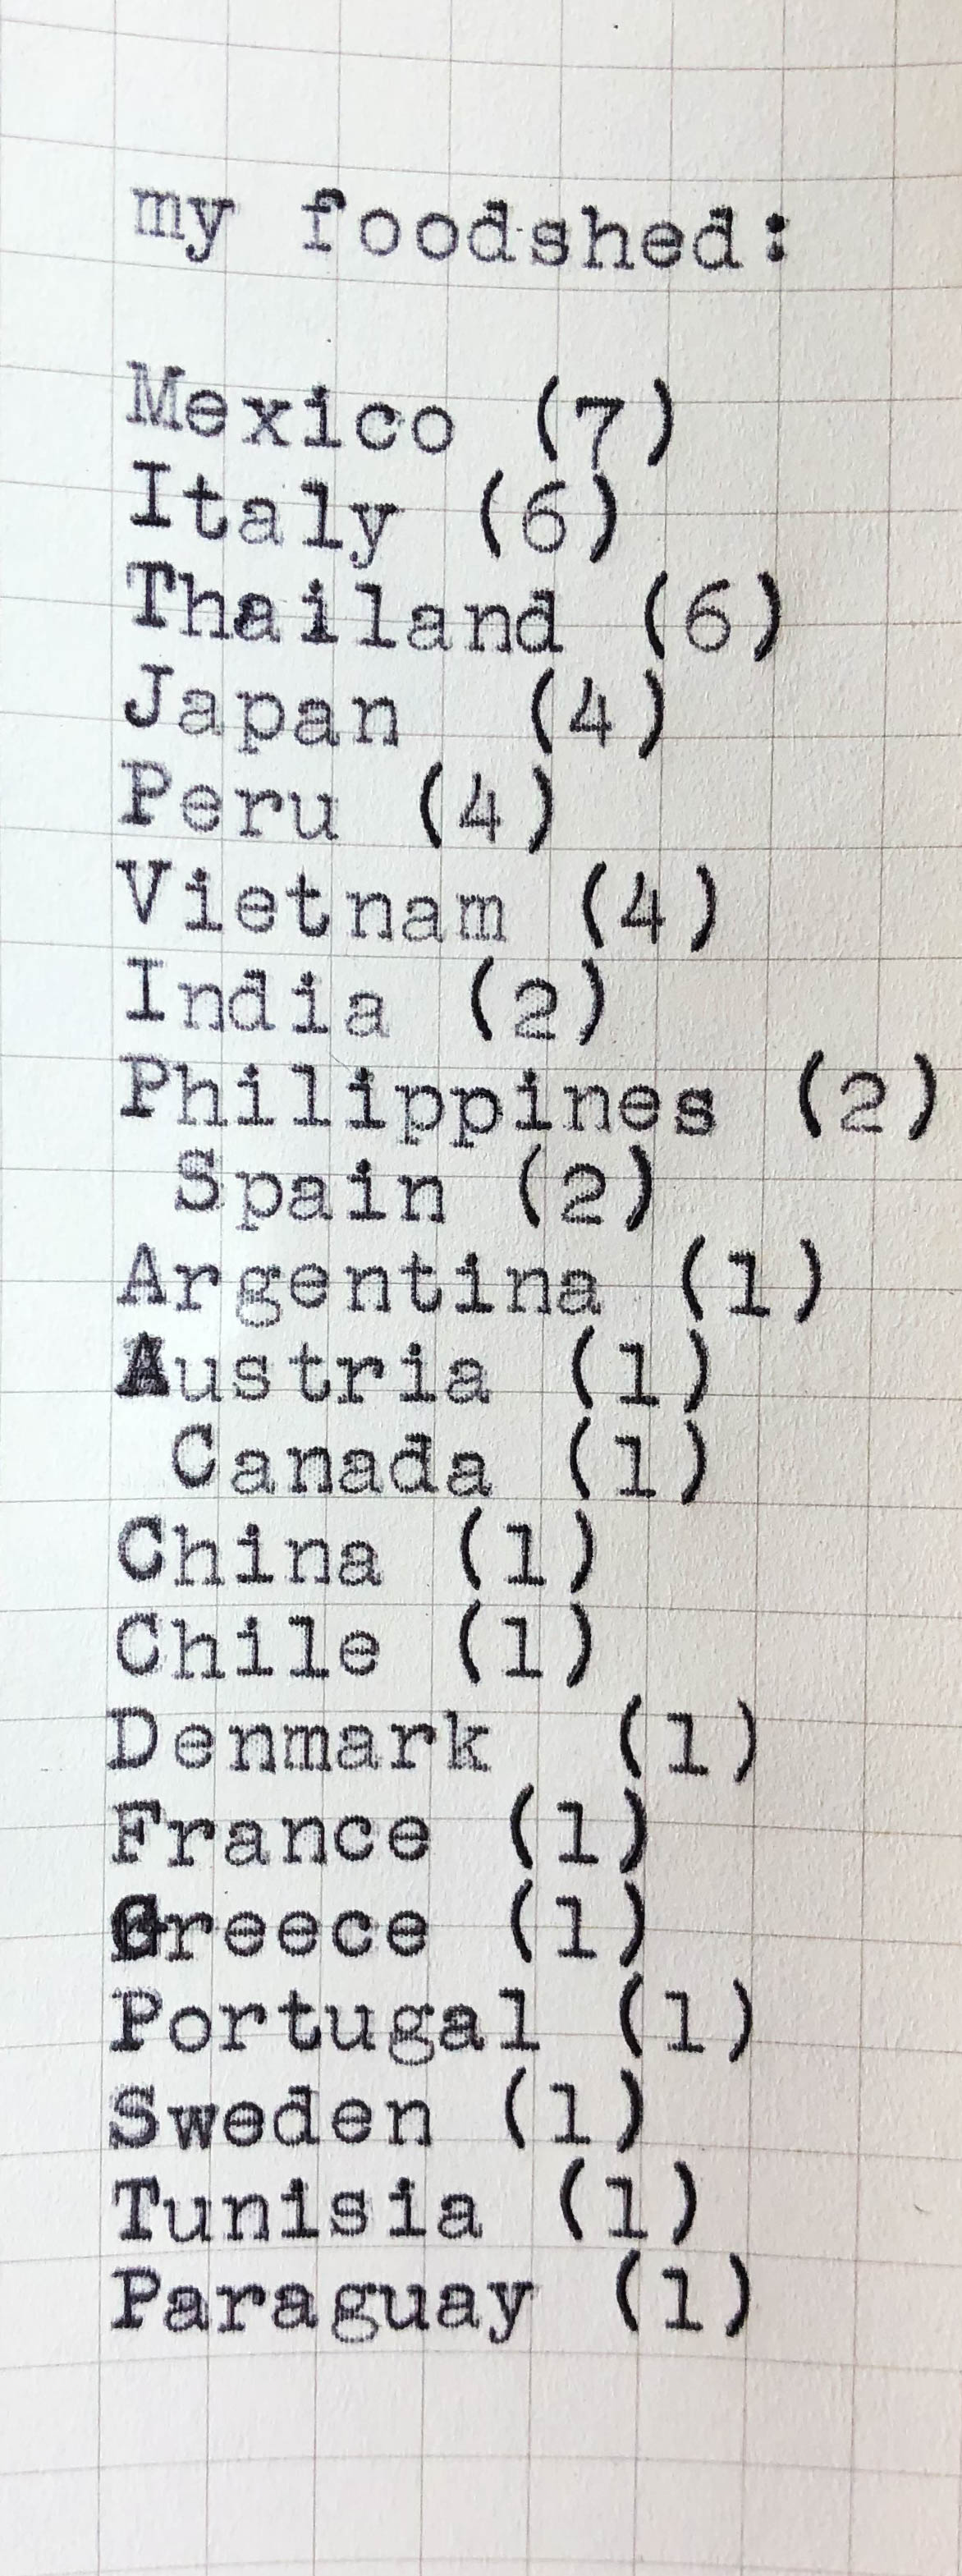 my foodshed:
Mexico (7)
Italy (6)
Thailand (6)
Japan (4)
Peru (4)
Vietnam (4)
India (2)
Philippines (2)
Spain (2)
Argentina (1)
Austria (1)
Canada (1)
China (1)
Chile (1)
Denmark (1)
France (1)
Greece (1)
Portugal (1)
Sweden (1)
Tunisia (1)
Paraguay (1)